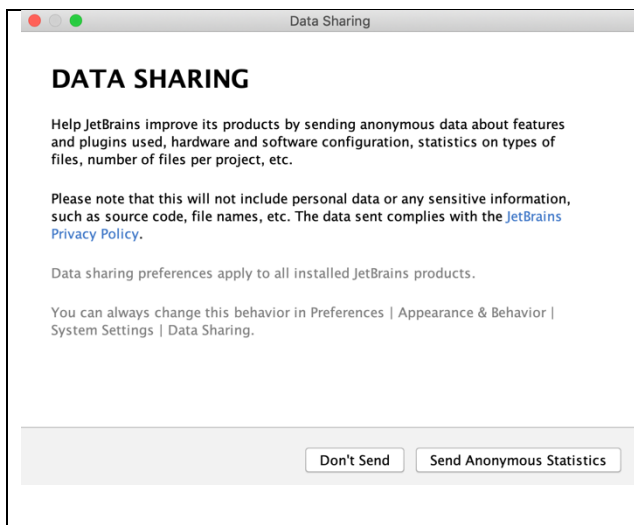 Data Sharing
DATA SHARING
Help JetBrains improve its products by sending anonymous data about features
and plugins used, hardware and software configuration, statistics on types of
files, number of files per project, etc.
Please note that this will not include personal data or any sensitive information,
such as source code, file names, etc. The data sent complies with the JetBrains
Privacy Policy.
Data sharing preferences apply to all installed JetBrains products.
You can always change this behavior in Preferences | Appearance & Behavior |
System Settings | Data Sharing.
Don't Send Send Anonymous Statistics